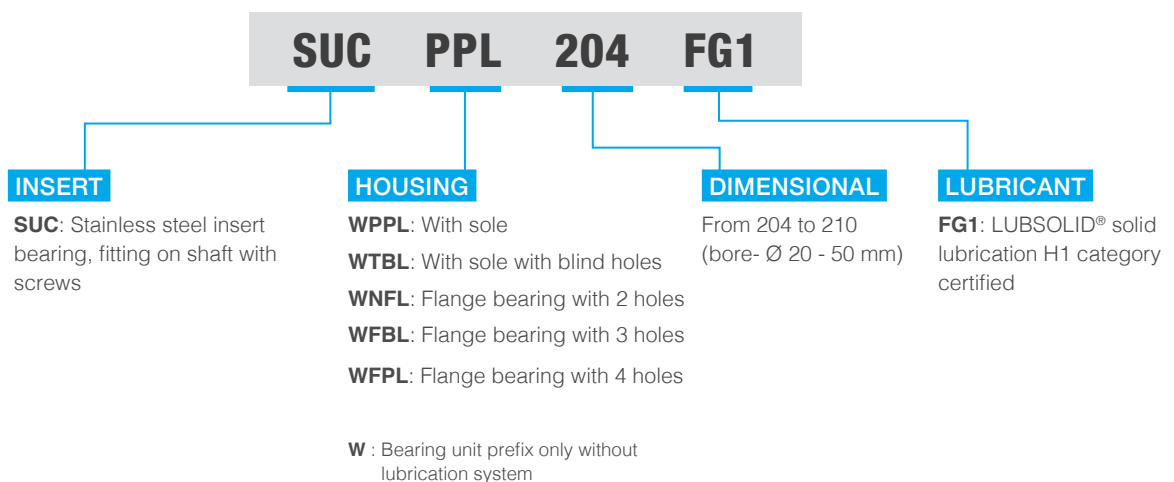 SUC PPL 204 FG1
INSERT
SUC: Stainless steel insert
bearing, fitting on shaft with
screws
HOUSING
WPPL: With sole
WTBL: With sole with blind holes
WNFL: Flange bearing with 2 holes
WFBL: Flange bearing with 3 holes
WFPL: Flange bearing with 4 holes
W : Bearing unit prefix only without
lubrication system
DIMENSIONAL
From 204 to 210
(bore- Ø 20 - 50 mm)
LUBRICANT
FG1: LUBSOLID® solid
lubrication H1 category
certified